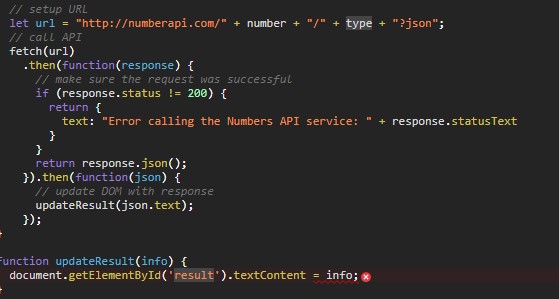 // setup URL
let url = "http://numberapi.com/" + number + "/" + type + "?json";
// call API
fetch(url)
.then(function(response) {
// make sure the request was successful
if (response.status != 200) {
return {
text: "Error calling the Numbers API service: " + response.statusText
}
}
return response.json();
}).then(function(json) {
// update DOM with response
updateResult(json.text);
});
}
function updateResult(info) {
document.getElementById('result').textContent = info;
}